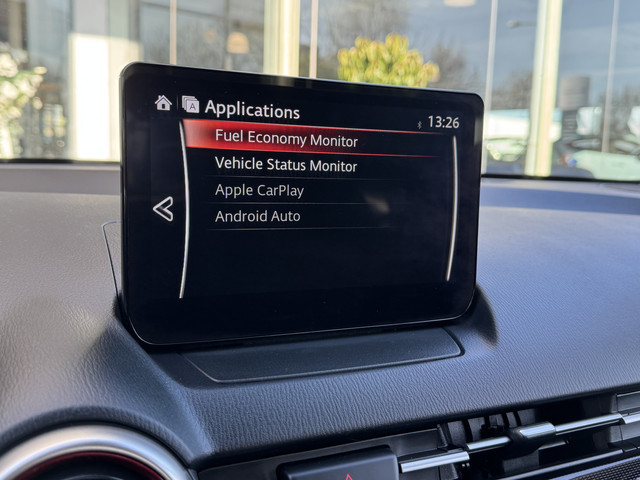 Applications
13:26
Fuel Economy Monitor
Vehicle Status Monitor
Apple CarPlay
Android Auto